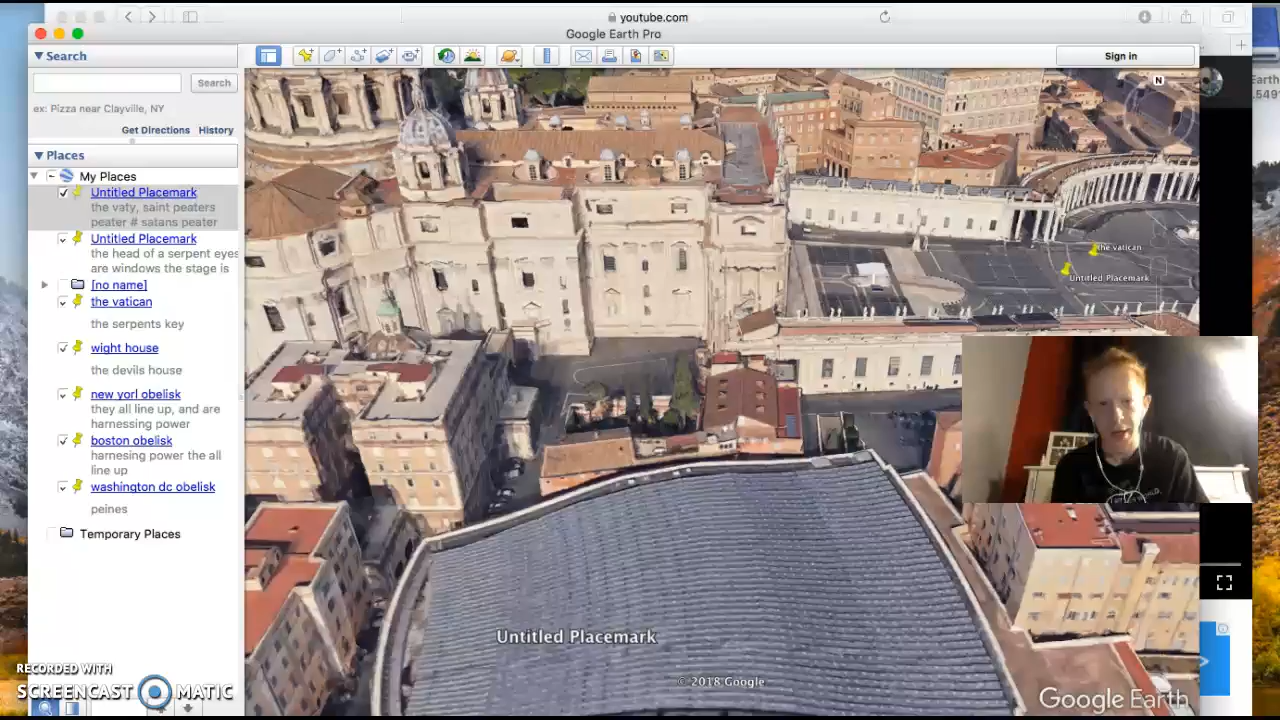 youtube.com
Google Earth Pro
Search
Sign in
Search
ex: Pizza near Clayville, NY
Get Directions History
Places
My Places
Untitled Placemark
the vaty, saint peaters
peater # satans peater
Untitled Placemark
the head of a serpent eyes
are windows the stage is
[no name]
the vatican
the serpents key
wight house
the devils house
new yorl obelisk
they all line up, and are
harnessing power
boston obelisk
harnesing power the all
line up
washington dc obelisk
peines
Temporary Places
N
the vatican
Untitled Placemark
Untitled Placemark
© 2018 Google
Google Earth
Earth
RECORDED WITH
SCREENCAST MATIC